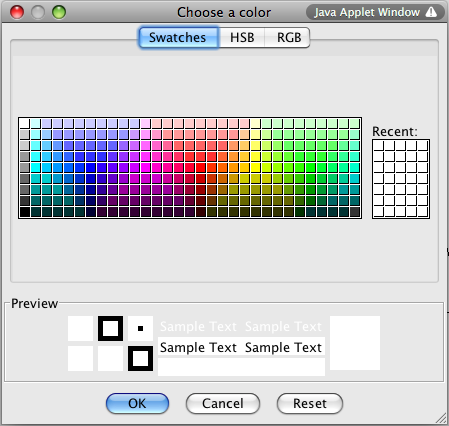 Choose a color
Java Applet Window
Swatches HSB RGB
Recent:
Preview
Sample Text Sample Text
Sample Text Sample Text
OK Cancel Reset